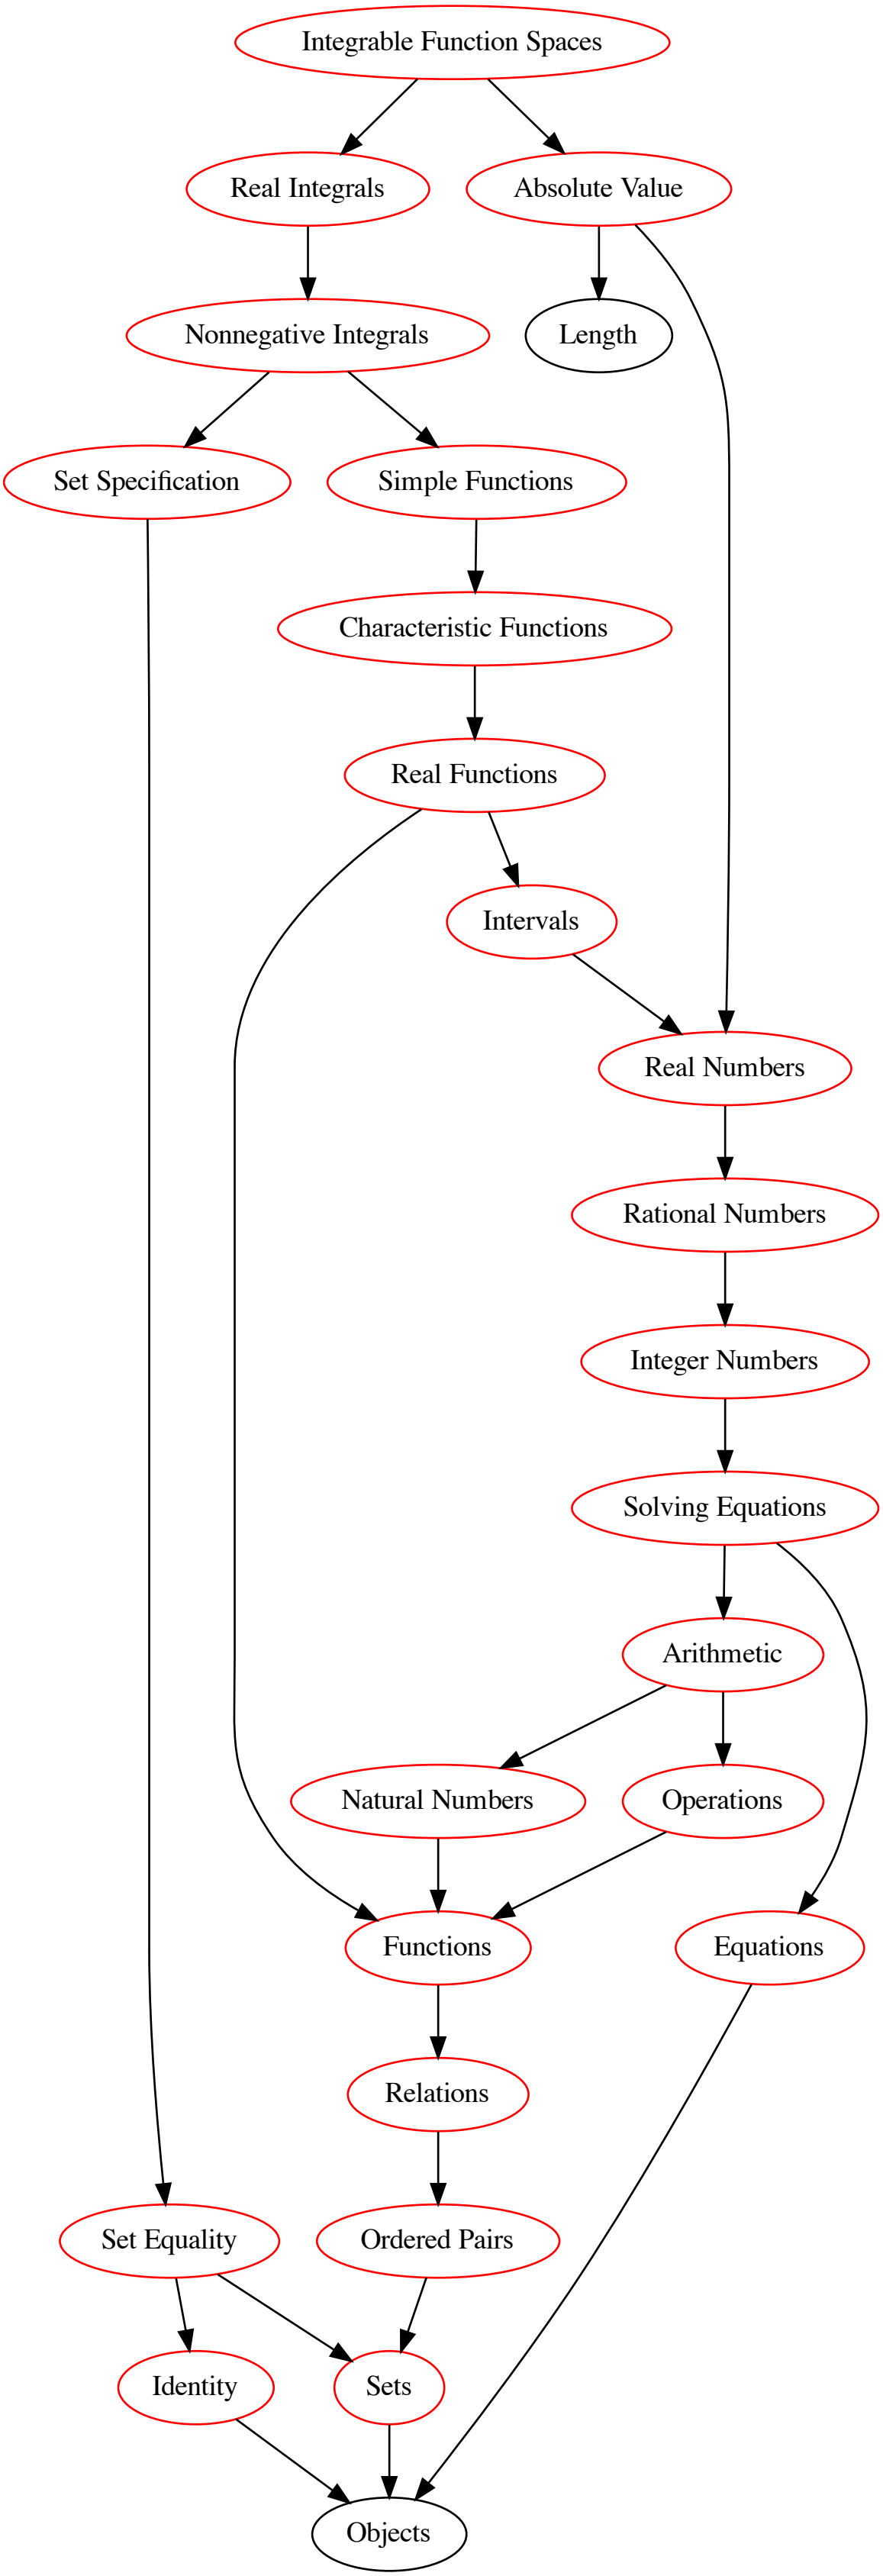 Integrable Function Spaces
Real Integrals
Absolute Value
Nonnegative Integrals
Length
Set Specification
Simple Functions
Characteristic Functions
Real Functions
Intervals
Real Numbers
Rational Numbers
Integer Numbers
Solving Equations
Arithmetic
Natural Numbers
Operations
Functions
Equations
Relations
Set Equality
Ordered Pairs
Identity
Sets
Objects